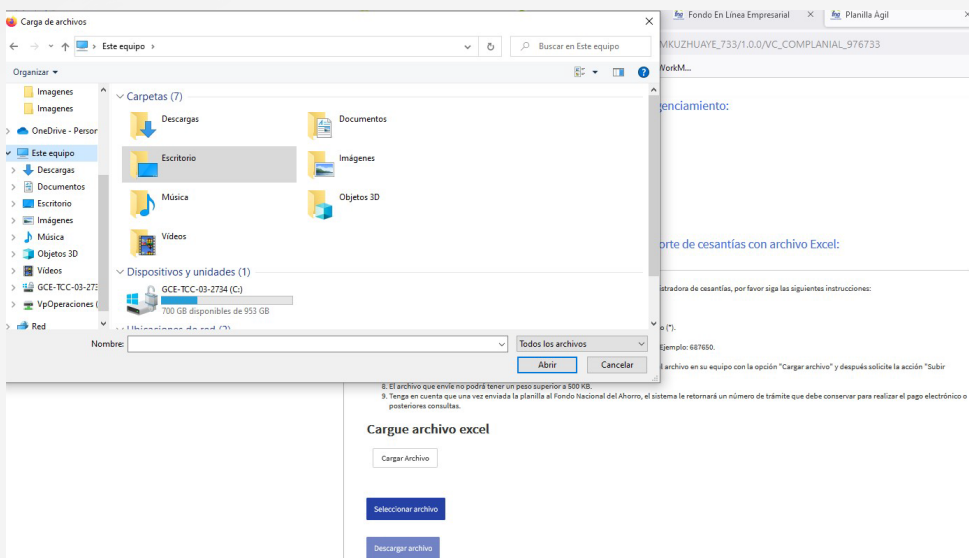 Carga de archivos
Este equipo
Buscar en Este equipo
Organizar
Imagenes
Imagenes
OneDrive - Person
Este equipo
Descargas
Documentos
Escritorio
Imágenes
Música
Objetos 3D
Vídeos
GCE-TCC-03-273
VpOperaciones (
Red
Carpetas (7)
Descargas
Documentos
Escritorio
Imágenes
Música
Objetos 3D
Vídeos
Dispositivos y unidades (1)
GCE-TCC-03-2734 (C:)
700 GB disponibles de 953 GB
Ubicaciones de red (2)
Nombre:
Todos los archivos
Abrir
Cancelar
fna Fondo En Línea Empresarial
fna Planilla Agil
MKUZHUAYE_733/1.0.0/VC_COMPLANIAL_976733
WorkM...
genciamiento:
orte de cesantías con archivo Excel:
istradora de cesantías, por favor siga las siguientes instrucciones:
o (*).
Ejemplo: 687650.
l archivo en su equipo con la opción "Cargar archivo" y después solicite la acción "Subir
8. El archivo que envíe no podrá tener un peso superior a 500 KB.
9. Tenga en cuenta que una vez enviada la planilla al Fondo Nacional del Ahorro, el sistema le retornará un número de trámite que debe conservar para realizar el pago electrónico o
posteriores consultas.
Cargue archivo excel
Cargar Archivo
Seleccionar archivo
Descargar archivo